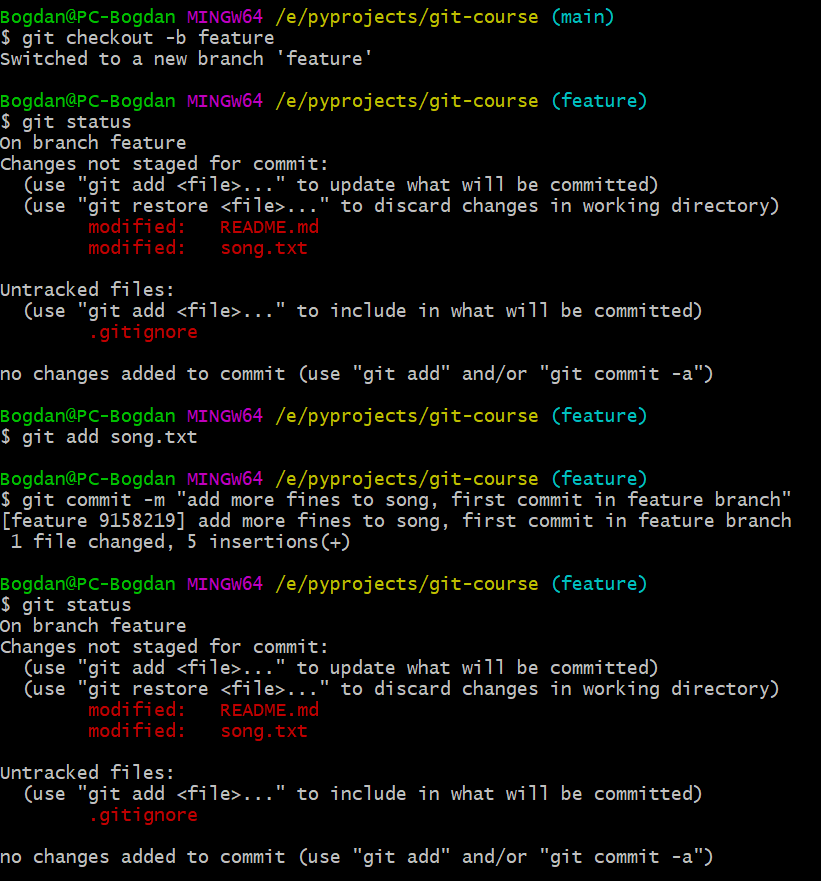 Bogdan@PC-Bogdan MINGW64 /e/pyprojects/git-course (main)
$ git checkout -b feature
Switched to a new branch 'feature'

Bogdan@PC-Bogdan MINGW64 /e/pyprojects/git-course (feature)
$ git status
On branch feature
Changes not staged for commit:
  (use "git add <file>..." to update what will be committed)
  (use "git restore <file>..." to discard changes in working directory)
        modified:   README.md
        modified:   song.txt

Untracked files:
  (use "git add <file>..." to include in what will be committed)
        .gitignore

no changes added to commit (use "git add" and/or "git commit -a")

Bogdan@PC-Bogdan MINGW64 /e/pyprojects/git-course (feature)
$ git add song.txt

Bogdan@PC-Bogdan MINGW64 /e/pyprojects/git-course (feature)
$ git commit -m "add more fines to song, first commit in feature branch"
[feature 9158219] add more fines to song, first commit in feature branch
 1 file changed, 5 insertions(+)

Bogdan@PC-Bogdan MINGW64 /e/pyprojects/git-course (feature)
$ git status
On branch feature
Changes not staged for commit:
  (use "git add <file>..." to update what will be committed)
  (use "git restore <file>..." to discard changes in working directory)
        modified:   README.md
        modified:   song.txt

Untracked files:
  (use "git add <file>..." to include in what will be committed)
        .gitignore

no changes added to commit (use "git add" and/or "git commit -a")